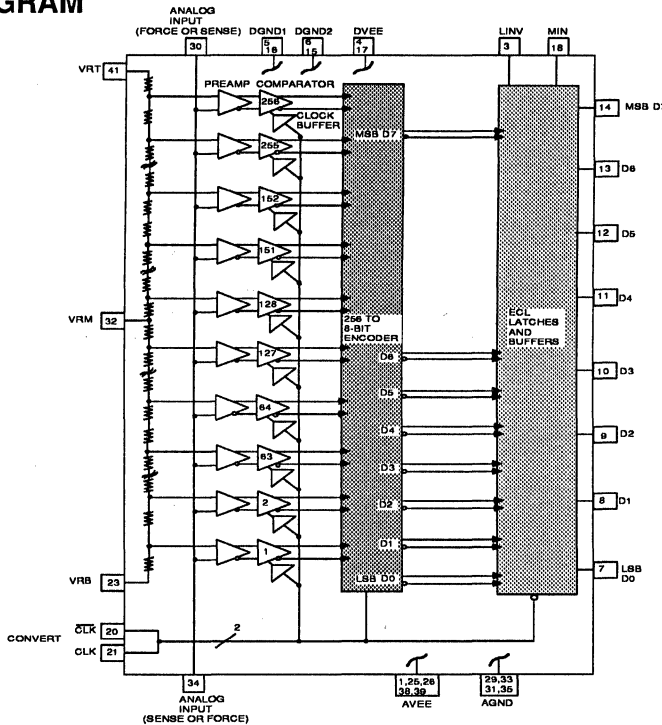 GRAM
ANALOG
INPUT
(FORCE OR SENSE)
DGND1
DGND2
DVEE
LINV
MIN
30
5
16
6
15
4
17
3
18
VRT
41
PREAMP
COMPARATOR
256
CLOCK
BUFFER
MSB D7
14
MSB D7
255
13
D6
152
12
D5
151
11
D4
128
VRM
32
256 TO
8-BIT
ENCODER
ECL
LATCHES
AND
BUFFERS
127
D6
10
D3
D5
64
D4
9
D2
63
D3
2
D2
8
D1
1
D1
VRB
23
LSB D0
7
LSB
D0
CONVERT
CLK
20
2
CLK
21
34
ANALOG
INPUT
(SENSE OR FORCE)
1,25,26
38,39
AVEE
29,33
31,35
AGND